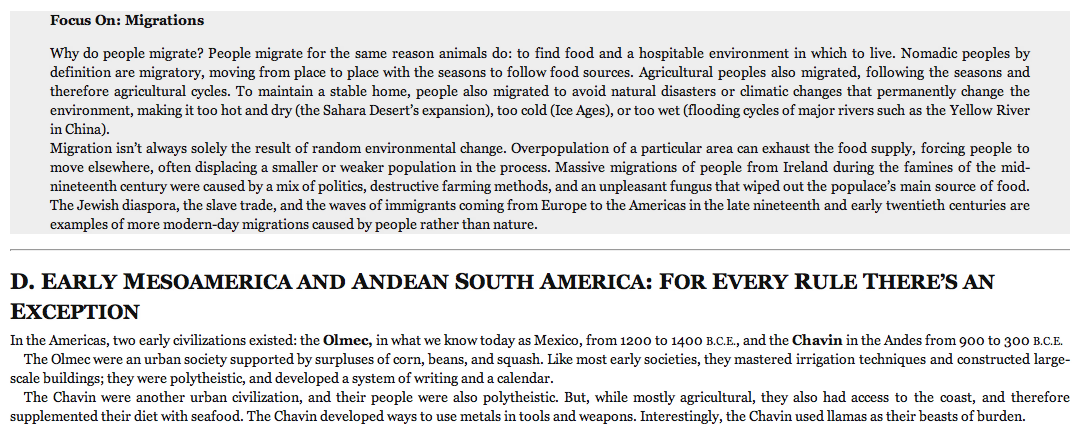 Focus On: Migrations
Why do people migrate? People migrate for the same reason animals do: to find food and a hospitable environment in which to live. Nomadic peoples by
definition are migratory, moving from place to place with the seasons to follow food sources. Agricultural peoples also migrated, following the seasons and
therefore agricultural cycles. To maintain a stable home, people also migrated to avoid natural disasters or climatic changes that permanently change the
environment, making it too hot and dry (the Sahara Desert’s expansion), too cold (Ice Ages), or too wet (flooding cycles of major rivers such as the Yellow River
in China).
Migration isn’t always solely the result of random environmental change. Overpopulation of a particular area can exhaust the food supply, forcing people to
move elsewhere, often displacing a smaller or weaker population in the process. Massive migrations of people from Ireland during the famines of the mid-
nineteenth century were caused by a mix of politics, destructive farming methods, and an unpleasant fungus that wiped out the populace’s main source of food.
The Jewish diaspora, the slave trade, and the waves of immigrants coming from Europe to the Americas in the late nineteenth and early twentieth centuries are
examples of more modern-day migrations caused by people rather than nature.
D. EARLY MESOAMERICA AND ANDEAN SOUTH AMERICA: FOR EVERY RULE THERE’S AN
EXCEPTION
In the Americas, two early civilizations existed: the Olmec, in what we know today as Mexico, from 1200 to 1400 B.C.E., and the Chavin in the Andes from 900 to 300 B.C.E.
The Olmec were an urban society supported by surpluses of corn, beans, and squash. Like most early societies, they mastered irrigation techniques and constructed large-
scale buildings; they were polytheistic, and developed a system of writing and a calendar.
The Chavin were another urban civilization, and their people were also polytheistic. But, while mostly agricultural, they also had access to the coast, and therefore
supplemented their diet with seafood. The Chavin developed ways to use metals in tools and weapons. Interestingly, the Chavin used llamas as their beasts of burden.